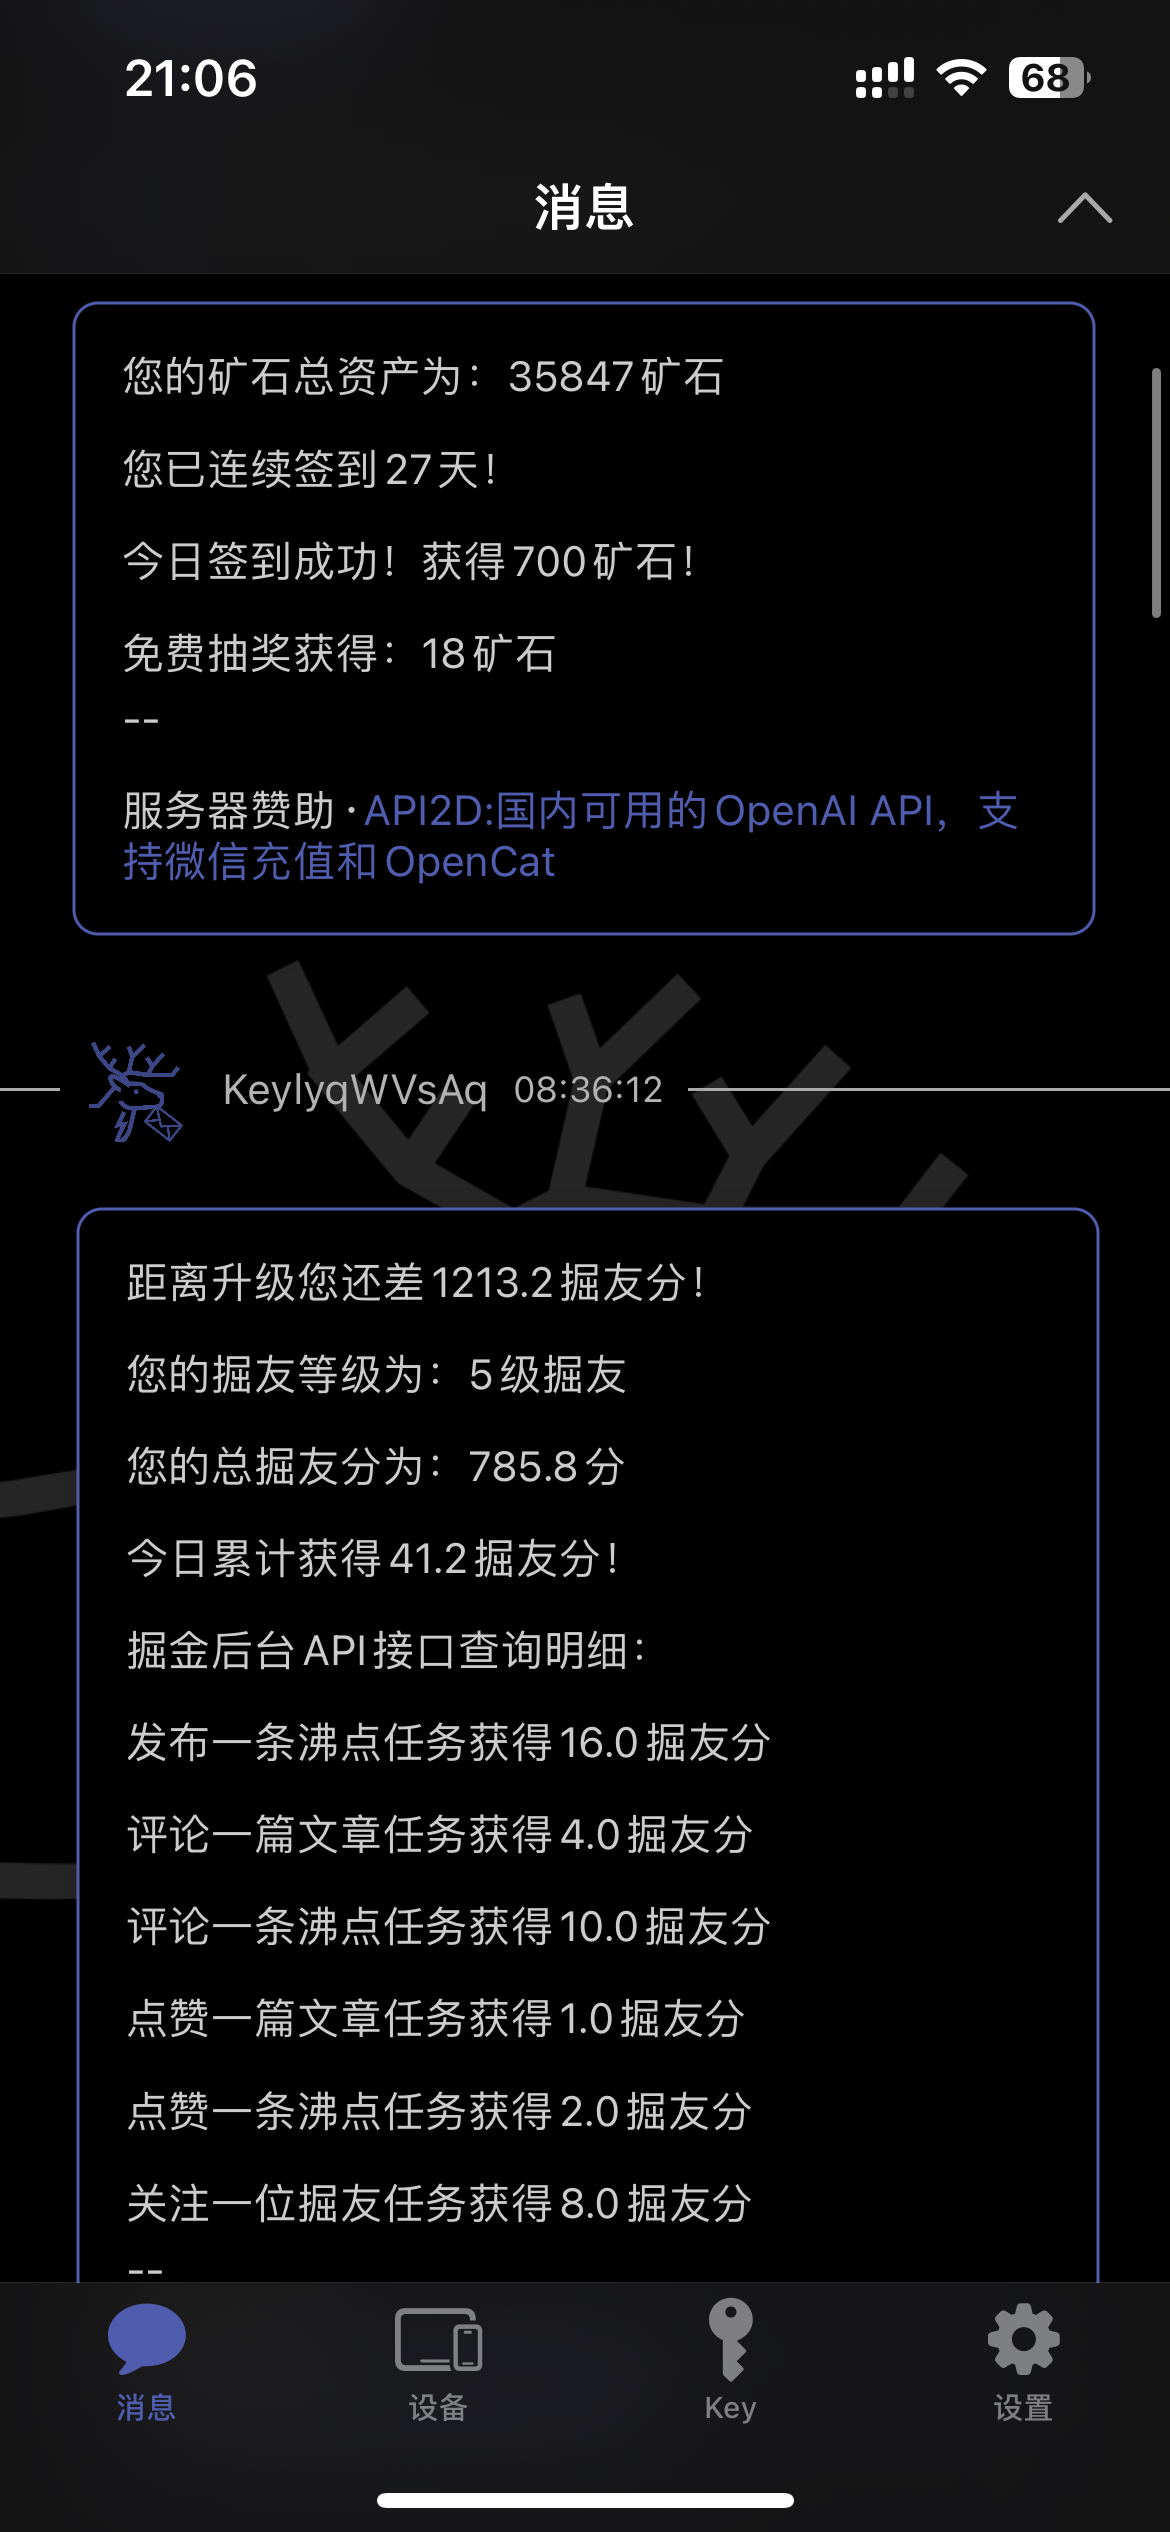 21:06
68
消息
您的矿石总资产为：35847矿石
您已连续签到27天！
今日签到成功！获得700矿石！
免费抽奖获得：18矿石
--
服务器赞助·API2D:国内可用的OpenAI API，支
持微信充值和OpenCat
KeylyqWVsAq 08:36:12
距离升级您还差1213.2掘友分！
您的掘友等级为：5级掘友
您的总掘友分为：785.8分
今日累计获得41.2掘友分！
掘金后台API接口查询明细：
发布一条沸点任务获得16.0掘友分
评论一篇文章任务获得4.0掘友分
评论一条沸点任务获得10.0掘友分
点赞一篇文章任务获得1.0掘友分
点赞一条沸点任务获得2.0掘友分
关注一位掘友任务获得8.0掘友分
--
消息
设备
Key
设置